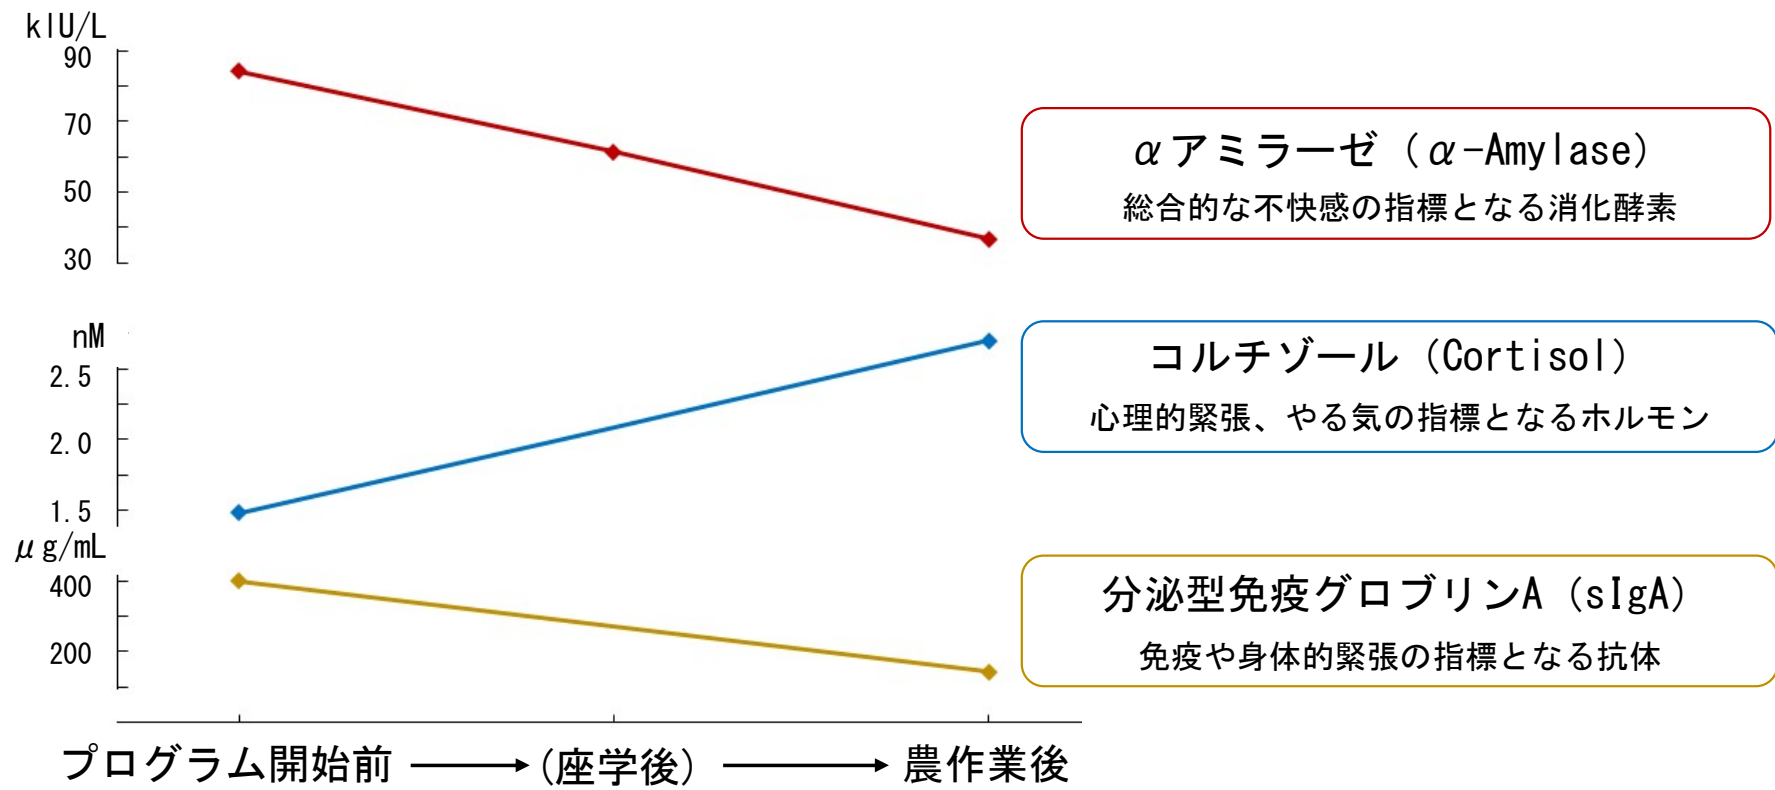 kIU/L
90
70
50
30
αアミラーゼ（α-Amylase）
総合的な不快感の指標となる消化酵素
nM
2.5
2.0
1.5
コルチゾール（Cortisol）
心理的緊張、やる気の指標となるホルモン
μg/mL
400
200
分泌型免疫グロブリンA（sIgA）
免疫や身体的緊張の指標となる抗体
プログラム開始前 → (座学後) → 農作業後